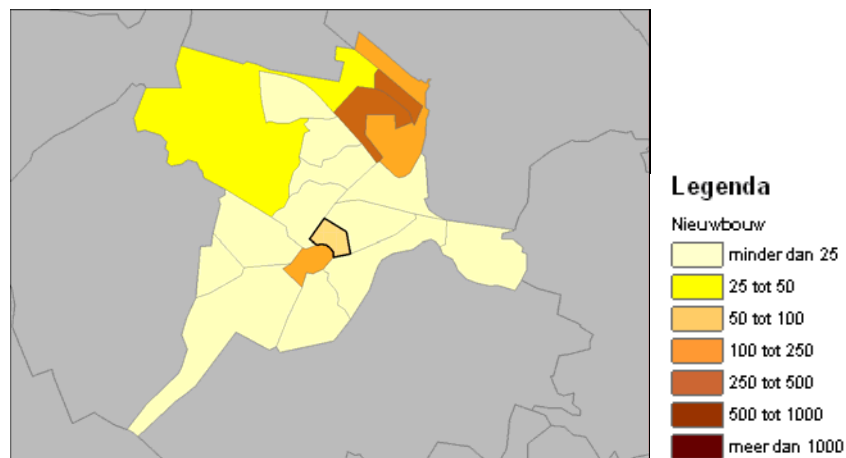 Legenda
Nieuwbouw
minder dan 25
25 tot 50
50 tot 100
100 tot 250
250 tot 500
500 tot 1000
meer dan 1000